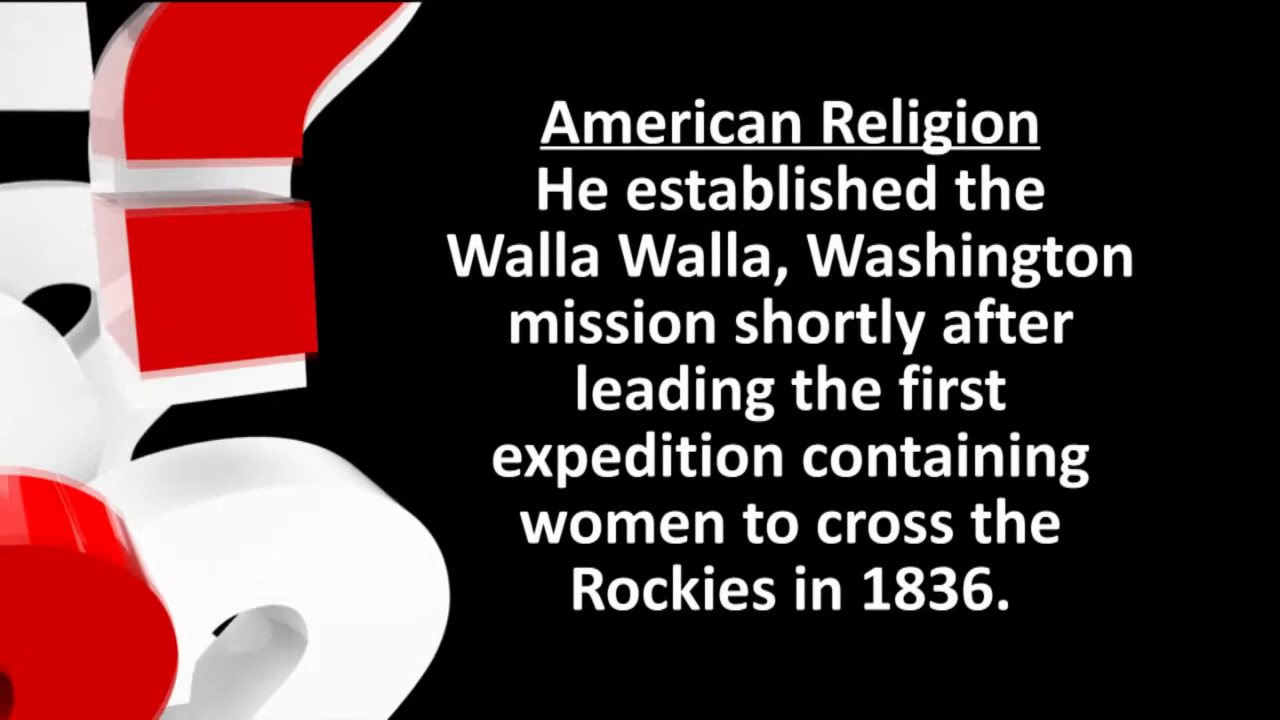 American Religion
He established the
Walla Walla, Washington
mission shortly after
leading the first
expedition containing
women to cross the
Rockies in 1836.